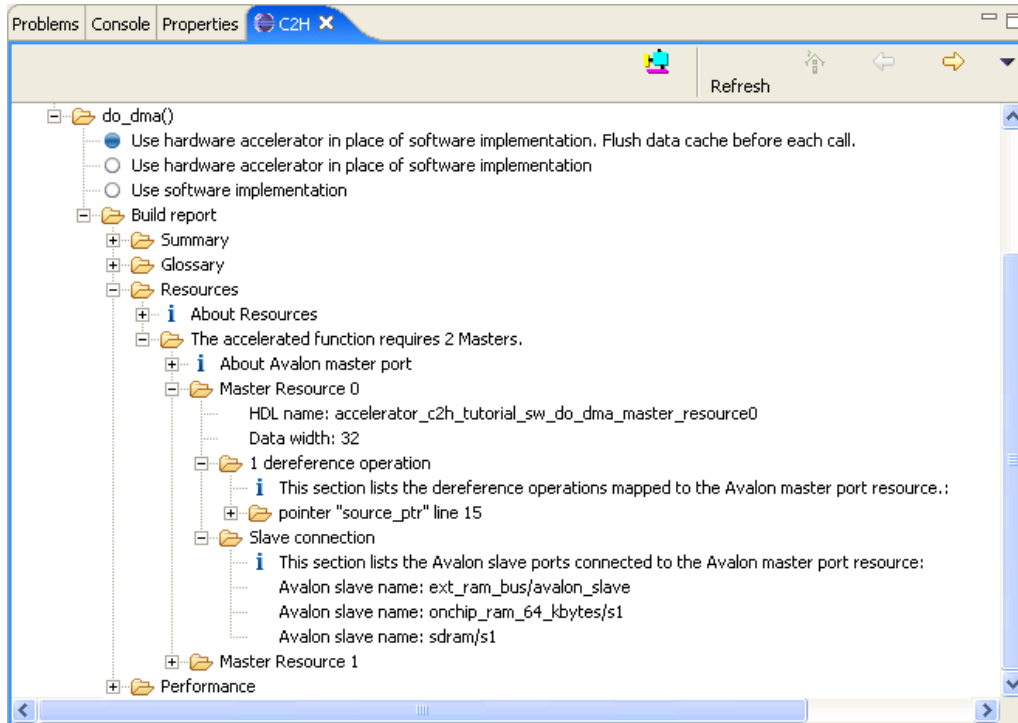 Problems Console Properties C2H
Refresh
do_dma()
Use hardware accelerator in place of software implementation. Flush data cache before each call.
Use hardware accelerator in place of software implementation
Use software implementation
Build report
Summary
Glossary
Resources
i About Resources
The accelerated function requires 2 Masters.
i About Avalon master port
Master Resource 0
HDL name: accelerator_c2h_tutorial_sw_do_dma_master_resource0
Data width: 32
1 dereference operation
i This section lists the dereference operations mapped to the Avalon master port resource.:
pointer "source_ptr" line 15
Slave connection
i This section lists the Avalon slave ports connected to the Avalon master port resource:
Avalon slave name: ext_ram_bus/avalon_slave
Avalon slave name: onchip_ram_64_kbytes/s1
Avalon slave name: sdram/s1
Master Resource 1
Performance